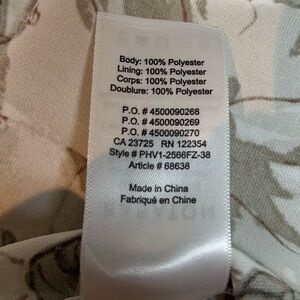 Body: 100% Polyester
Lining: 100% Polyester
Corps: 100% Polyester
Doublure: 100% Polyester
P.O. # 4500090268
P.O. # 4500090269
P.O. # 4500090270
CA 23725 RN 122354
Style # PHV1-2566FZ-38
Article # 68638
Made in China
Fabriqué en Chine